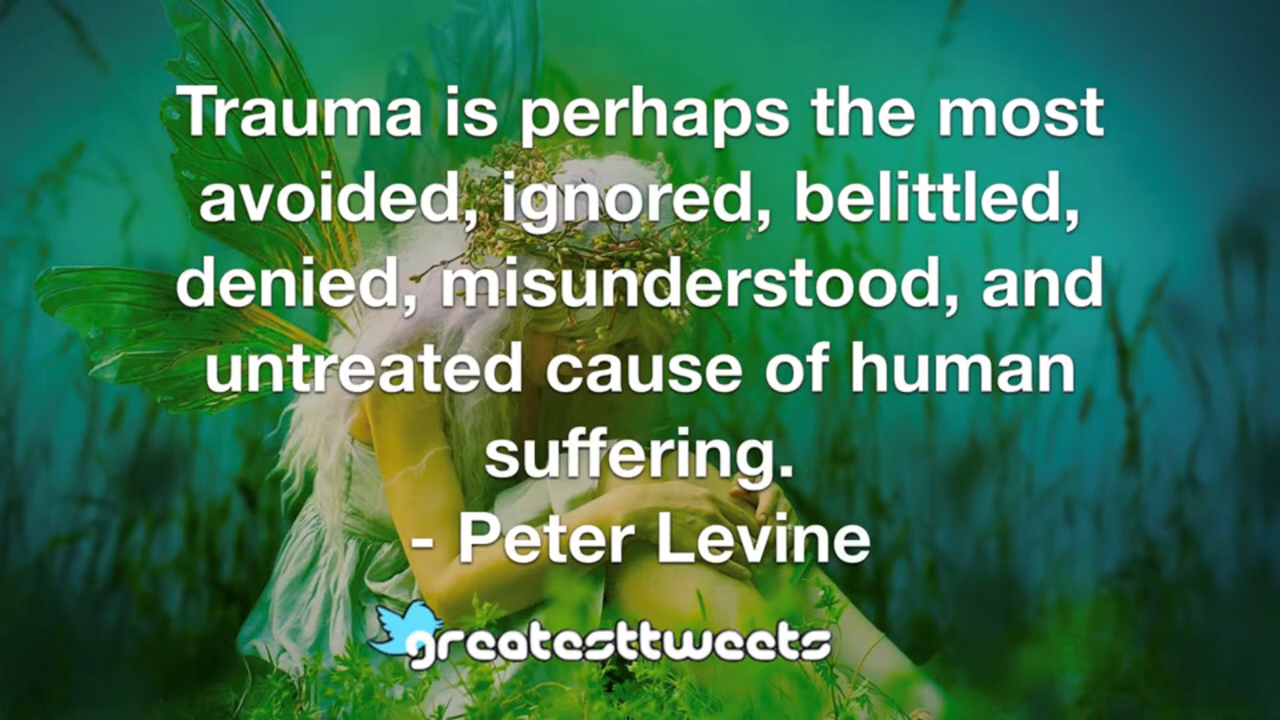 Trauma is perhaps the most
avoided, ignored, belittled,
denied, misunderstood, and
untreated cause of human
suffering.
- Peter Levine
greatesttweets